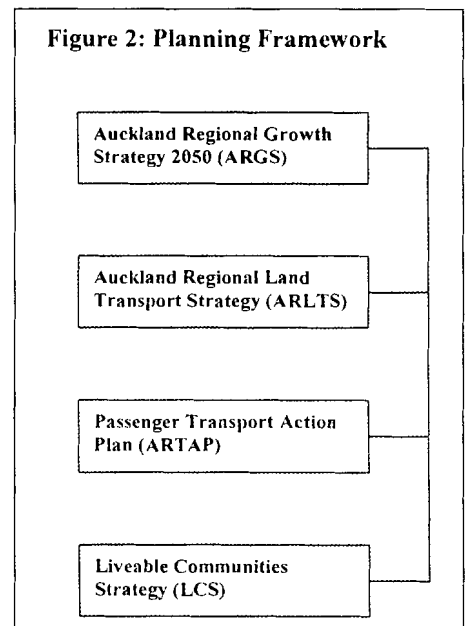 Figure 2: Planning Framework
Auckland Regional Growth
Strategy 2050 (ARGS)
Auckland Regional Land
Transport Strategy (ARLTS)
Passenger Transport Action
Plan (ARTAP)
Liveable Communities
Strategy (LCS)